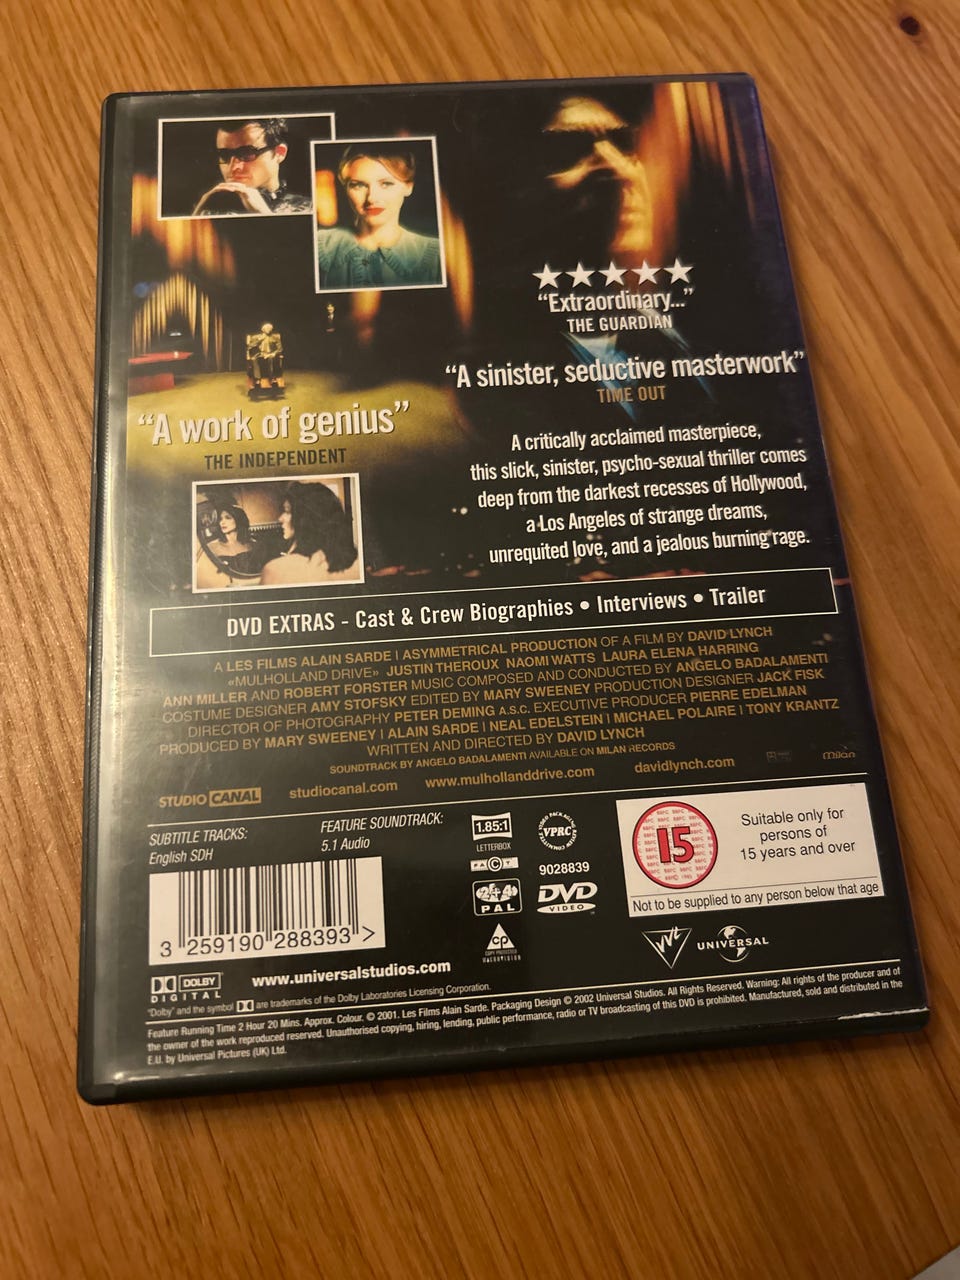 ★★★★★
“Extraordinary...”
THE GUARDIAN
“A sinister, seductive masterwork”
TIME OUT
“A work of genius”
THE INDEPENDENT
A critically acclaimed masterpiece,
this slick, sinister, psycho-sexual thriller comes
deep from the darkest recesses of Hollywood,
a Los Angeles of strange dreams,
unrequited love, and a jealous burning rage.
DVD EXTRAS - Cast & Crew Biographies • Interviews • Trailer
A LES FILMS ALAIN SARDE | ASYMMETRICAL PRODUCTION OF A FILM BY DAVID LYNCH
«MULHOLLAND DRIVE» JUSTIN THEROUX NAOMI WATTS LAURA ELENA HARRING
ANN MILLER AND ROBERT FORSTER MUSIC COMPOSED AND CONDUCTED BY ANGELO BADALAMENTI
COSTUME DESIGNER AMY STOFSKY EDITED BY MARY SWEENEY PRODUCTION DESIGNER JACK FISK
DIRECTOR OF PHOTOGRAPHY PETER DEMING A.S.C. EXECUTIVE PRODUCER PIERRE EDELMAN
PRODUCED BY MARY SWEENEY | ALAIN SARDE | NEAL EDELSTEIN | MICHAEL POLAIRE | TONY KRANTZ
WRITTEN AND DIRECTED BY DAVID LYNCH
SOUNDTRACK BY ANGELO BADALAMENTI AVAILABLE ON MILAN RECORDS
STUDIO CANAL studiocanal.com www.mulhollanddrive.com davidlynch.com milan
SUBTITLE TRACKS:
English SDH
FEATURE SOUNDTRACK:
5.1 Audio
1.85:1
LETTERBOX
VPRC
FACT
9028839
2+4
PAL
DVD
VIDEO
CP
COPY PROTECTED
MACROVISION
15
Suitable only for
persons of
15 years and over
Not to be supplied to any person below that age
vvl UNIVERSAL
3 259190 288393 >
DOLBY
DIGITAL
www.universalstudios.com
"Dolby" and the symbol are trademarks of the Dolby Laboratories Licensing Corporation.
Feature Running Time 2 Hour 20 Mins. Approx. Colour. © 2001. Les Films Alain Sarde. Packaging Design © 2002 Universal Studios. All Rights Reserved. Warning: All rights of the producer and of
the owner of the work reproduced reserved. Unauthorised copying, hiring, lending, public performance, radio or TV broadcasting of this DVD is prohibited. Manufactured, sold and distributed in the
E.U. by Universal Pictures (UK) Ltd.